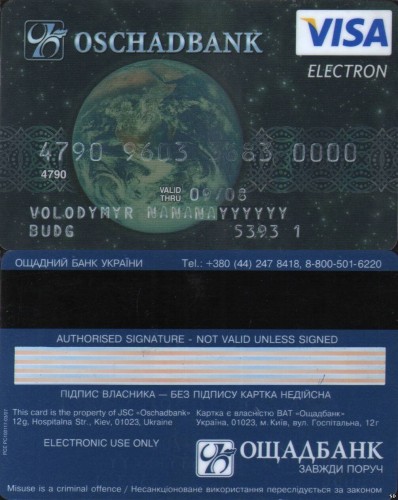 OSCHADBANK
VISA
ELECTRON
4790 9603 0000
4790
VALID THRU 09/08
VOLODYMYR NANANAYYYYYY
BUDG 5393 1
ОЩАДНИЙ БАНК УКРАЇНИ Tel.: +380 (44) 247 8418, 8-800-501-6220
AUTHORISED SIGNATURE - NOT VALID UNLESS SIGNED
ПІДПИС ВЛАСНИКА — БЕЗ ПІДПИСУ КАРТКА НЕДІЙСНА
This card is the property of JSC «Oschadbank» Картка є власністю ВАТ «Ощадбанк»
12g, Hospitalna Str., Kiev, 01023, Ukraine Україна, 01023, м. Київ, вул. Госпітальна, 12г
ELECTRONIC USE ONLY
ОЩАДБАНК
ЗАВЖДИ ПОРУЧ
Misuse is a criminal offence / Несанкціоноване використання переслідується за законом